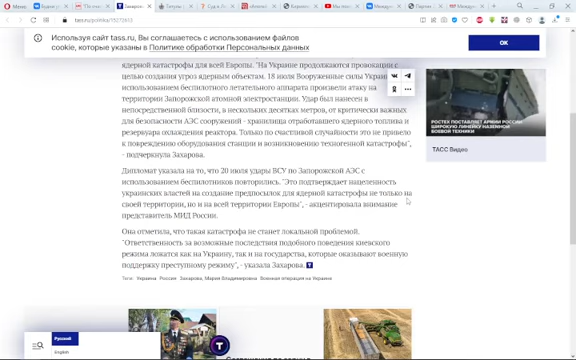 Меню
tass.ru/politika/15272413
Используя сайт tass.ru, Вы соглашаетесь с использованием файлов
cookie, которые указаны в Политике обработки Персональных данных
ОК
ядерной катастрофы для всей Европы. "На Украине продолжаются провокации с
целью создания угроз ядерным объектам. 18 июля Вооруженные силы Украины с
использованием беспилотного летательного аппарата произвели атаку на
территории Запорожской атомной электростанции. Удар был нанесен в
непосредственной близости, в нескольких десятках метров, от критически важных
для безопасности АЭС сооружений - хранилища отработавшего ядерного топлива и
резервуара охлаждения реактора. Только по счастливой случайности это не привело
к повреждению оборудования станции и возникновению техногенной катастрофы", -
подчеркнула Захарова.
Дипломат указала на то, что 20 июля удары ВСУ по Запорожской АЭС с
использованием беспилотников повторились. "Это подтверждает нацеленность
украинских властей на создание предпосылок для ядерной катастрофы не только на
своей территории, но и на всей территории Европы", - акцентировала внимание
представитель МИД России.
Она отметила, что такая катастрофа не станет локальной проблемой.
"Ответственность за возможные последствия подобного поведения киевского
режима ложатся как на Украину, так и на государства, которые оказывают военную
поддержку преступному режиму", - указала Захарова.
Теги Украина Россия Захарова, Мария Владимировна Военная операция на Украине
РОСТЕХ ПОСТАВЛЯЕТ АРМИИ РОССИИ
ШИРОКУЮ ЛИНЕЙКУ НАЗЕМНОЙ
ВОЕННОЙ ТЕХНИКИ
ТАСС Видео
Русский
English